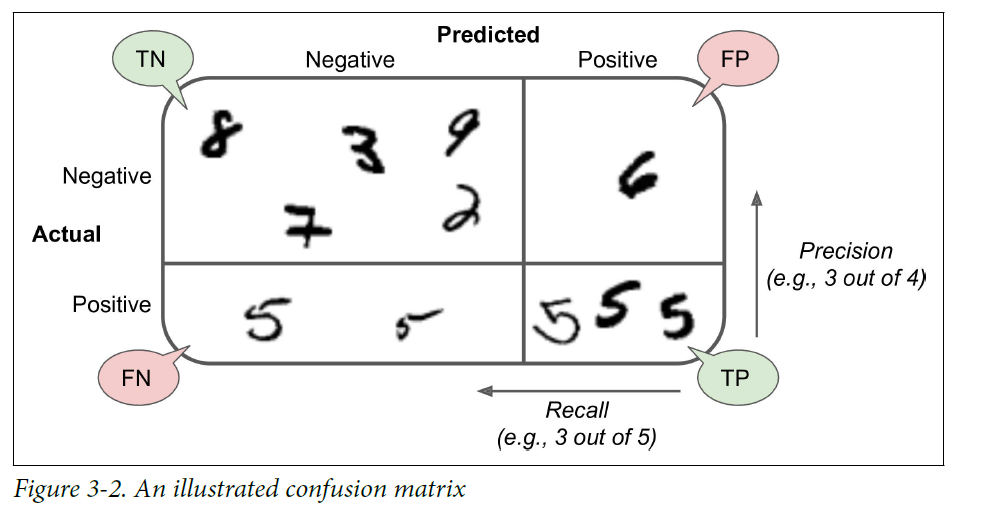 Predicted
TN
Negative
Positive
FP
8
3
9
6
Negative
7
2
Actual
Precision
(e.g., 3 out of 4)
Positive
5
5
5
5
5
FN
TP
Recall
(e.g., 3 out of 5)
Figure 3-2. An illustrated confusion matrix